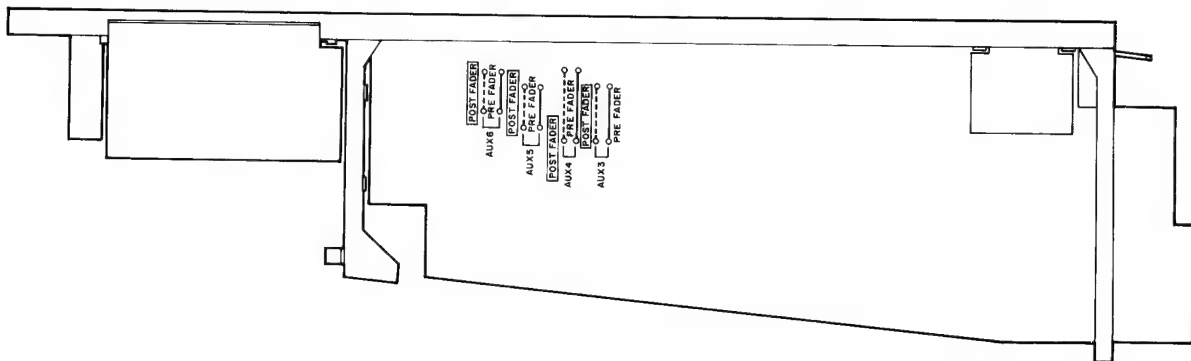 POST FADER
PRE FADER
AUX6
POST FADER
PRE FADER
AUX5
POST FADER
PRE FADER
AUX4
POST FADER
PRE FADER
AUX3